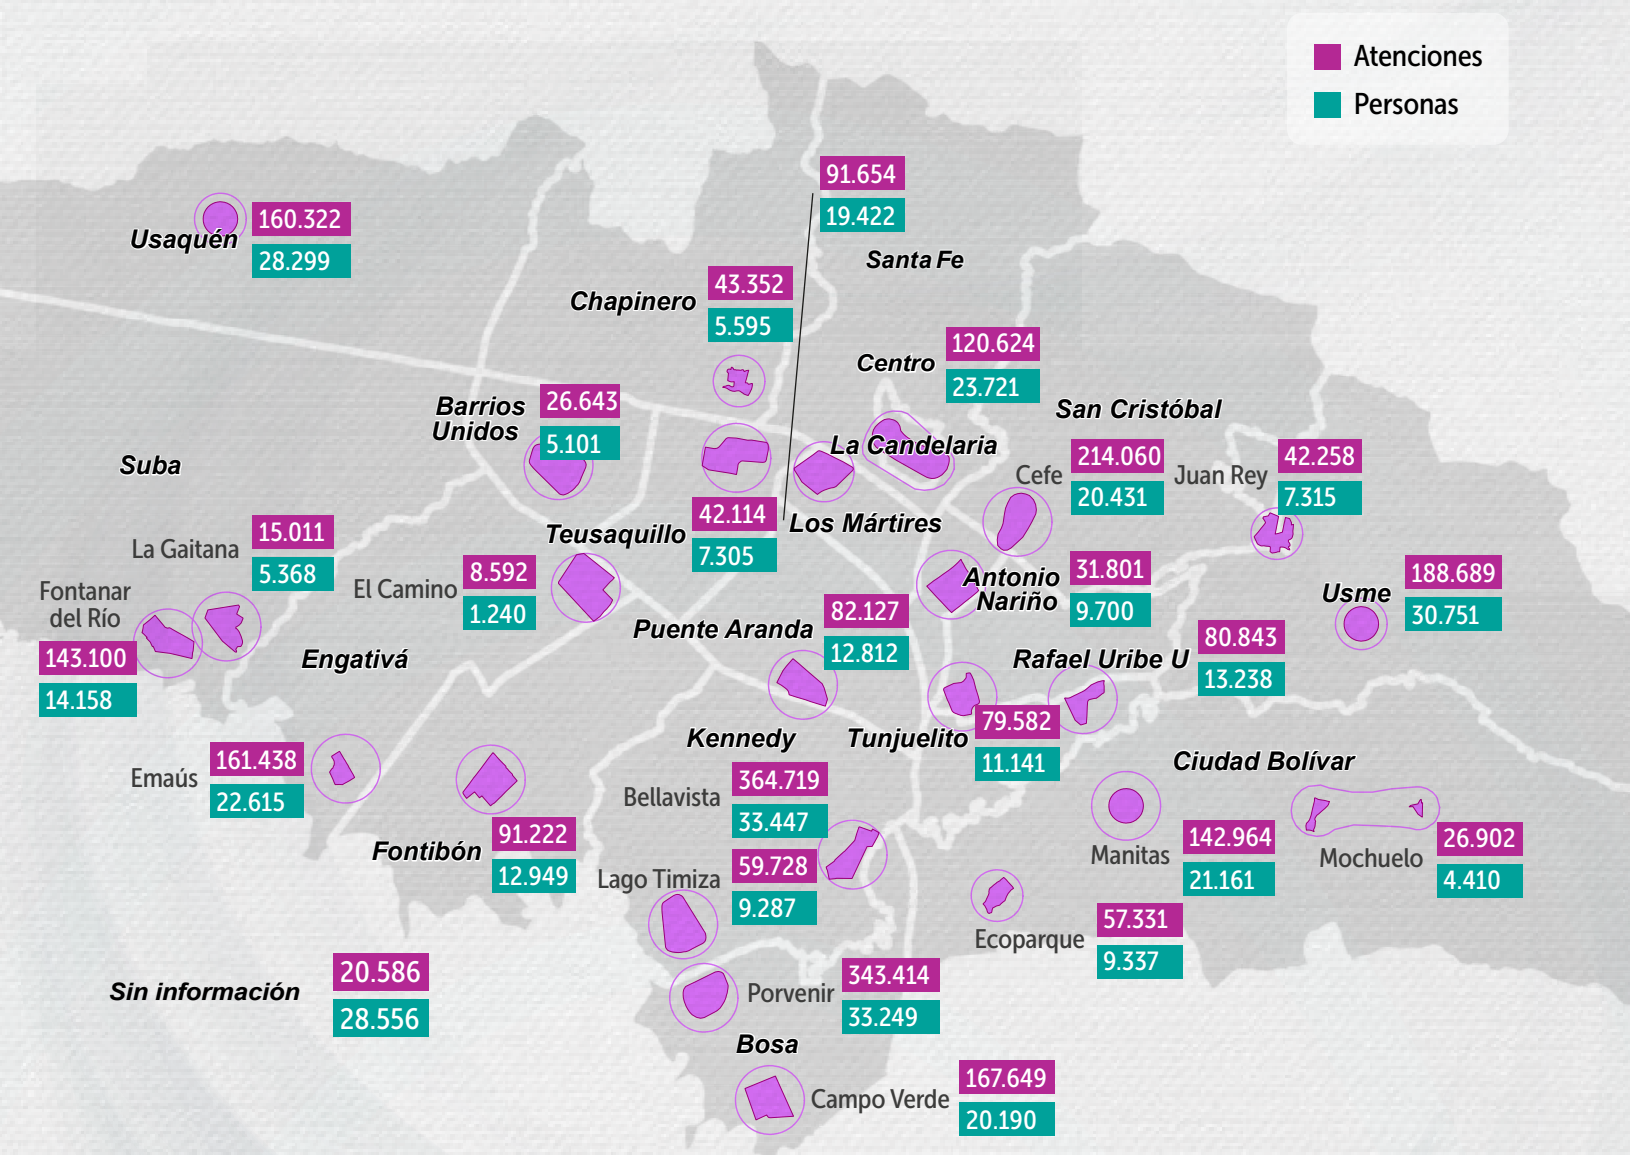 Atenciones
Personas
91.654
19.422
Santa Fe
Usaquén
160.322
28.299
Chapinero
43.352
5.595
Centro
120.624
23.721
Barrios
Unidos
26.643
5.101
San Cristóbal
La Candelaria
Suba
Cefe
214.060
20.431
Juan Rey
42.258
7.315
La Gaitana
15.011
5.368
Teusaquillo
42.114
7.305
Los Mártires
El Camino
8.592
1.240
Antonio
Nariño
31.801
9.700
Usme
188.689
30.751
Fontanar
del Río
143.100
14.158
Puente Aranda
82.127
12.812
Engativá
Rafael Uribe U
80.843
13.238
Kennedy
Tunjuelito
79.582
11.141
Emaús
161.438
22.615
Bellavista
364.719
33.447
Ciudad Bolívar
Fontibón
91.222
12.949
Lago Timiza
59.728
9.287
Manitas
142.964
21.161
Mochuelo
26.902
4.410
Ecoparque
57.331
9.337
Sin información
20.586
28.556
Porvenir
343.414
33.249
Bosa
Campo Verde
167.649
20.190